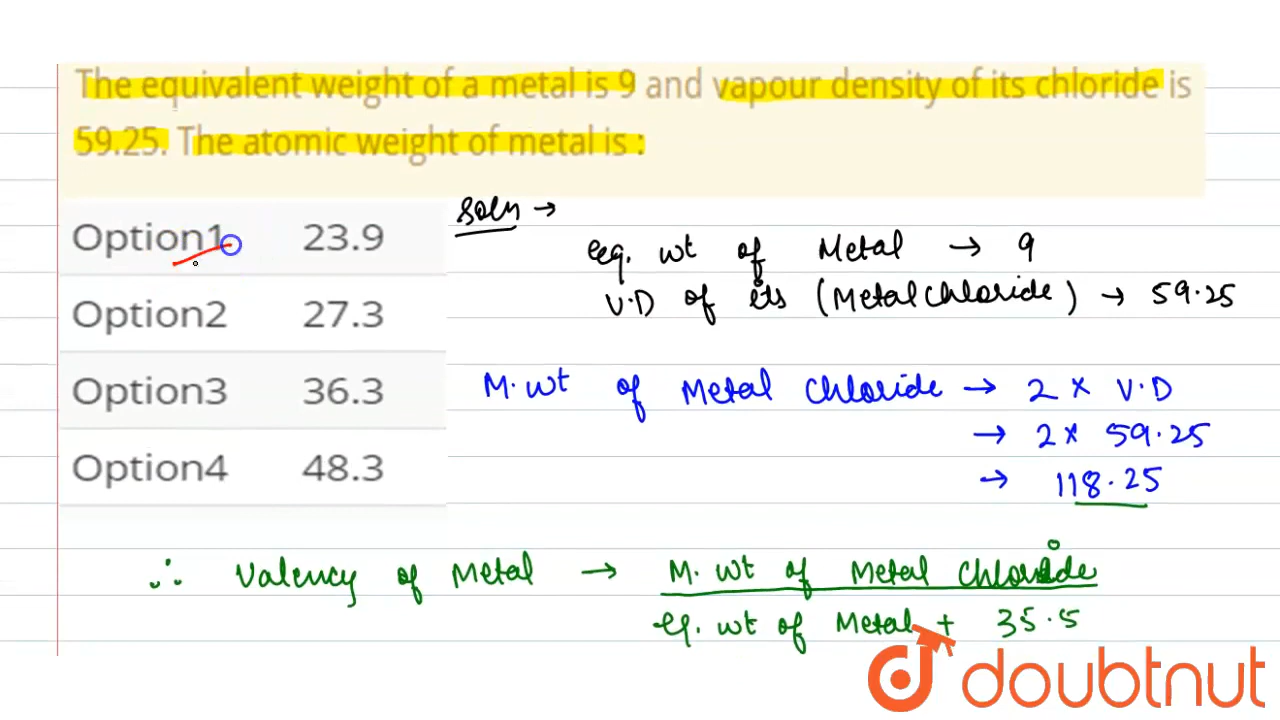 The equivalent weight of a metal is 9 and vapour density of its chloride is
59.25. The atomic weight of metal is :
Option1 23.9
Option2 27.3
Option3 36.3
Option4 48.3
Soln →
eq. wt of Metal → 9
V.D of its (Metal Chloride) → 59.25
M. wt of Metal Chloride → 2 × V.D
→ 2 × 59.25
→ 118.25
∴ Valency of Metal → M. wt of Metal Chloride
eq. wt of Metal + 35.5
doubtnut